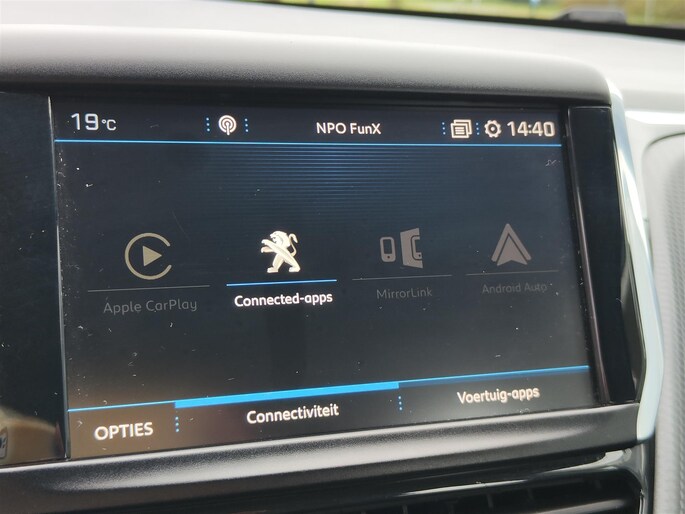 19°C
NPO FunX
14:40
Apple CarPlay
Connected-apps
MirrorLink
Android Auto
OPTIES
Connectiviteit
Voertuig-apps